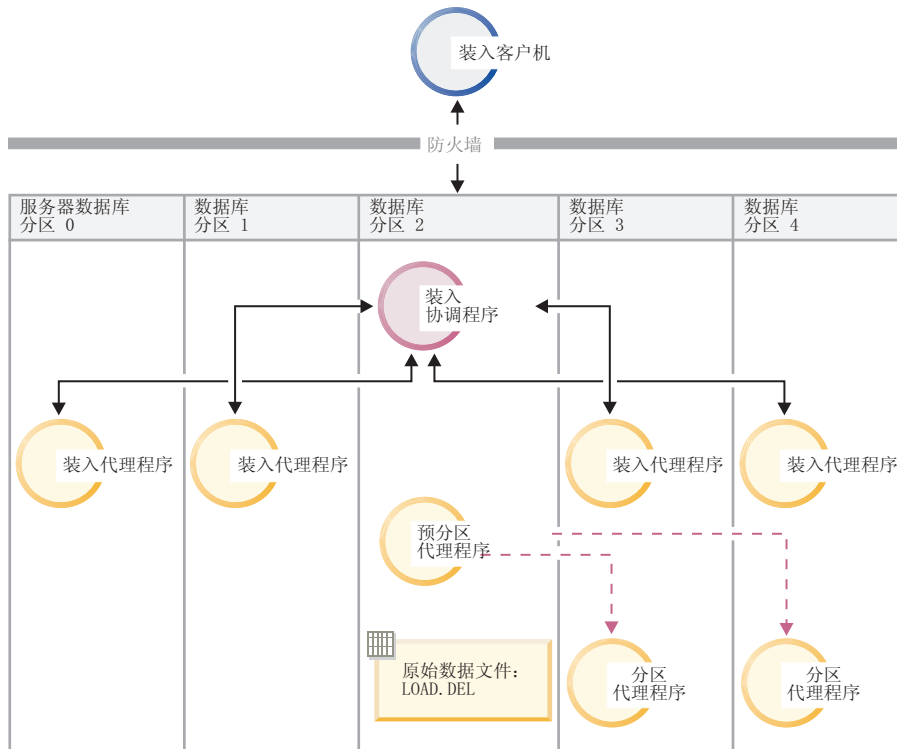 装入客户机
防火墙
服务器数据库
分区 0
数据库
分区 1
数据库
分区 2
数据库
分区 3
数据库
分区 4
装入
协调程序
装入代理程序
装入代理程序
装入代理程序
装入代理程序
预分区
代理程序
原始数据文件：
LOAD.DEL
分区
代理程序
分区
代理程序